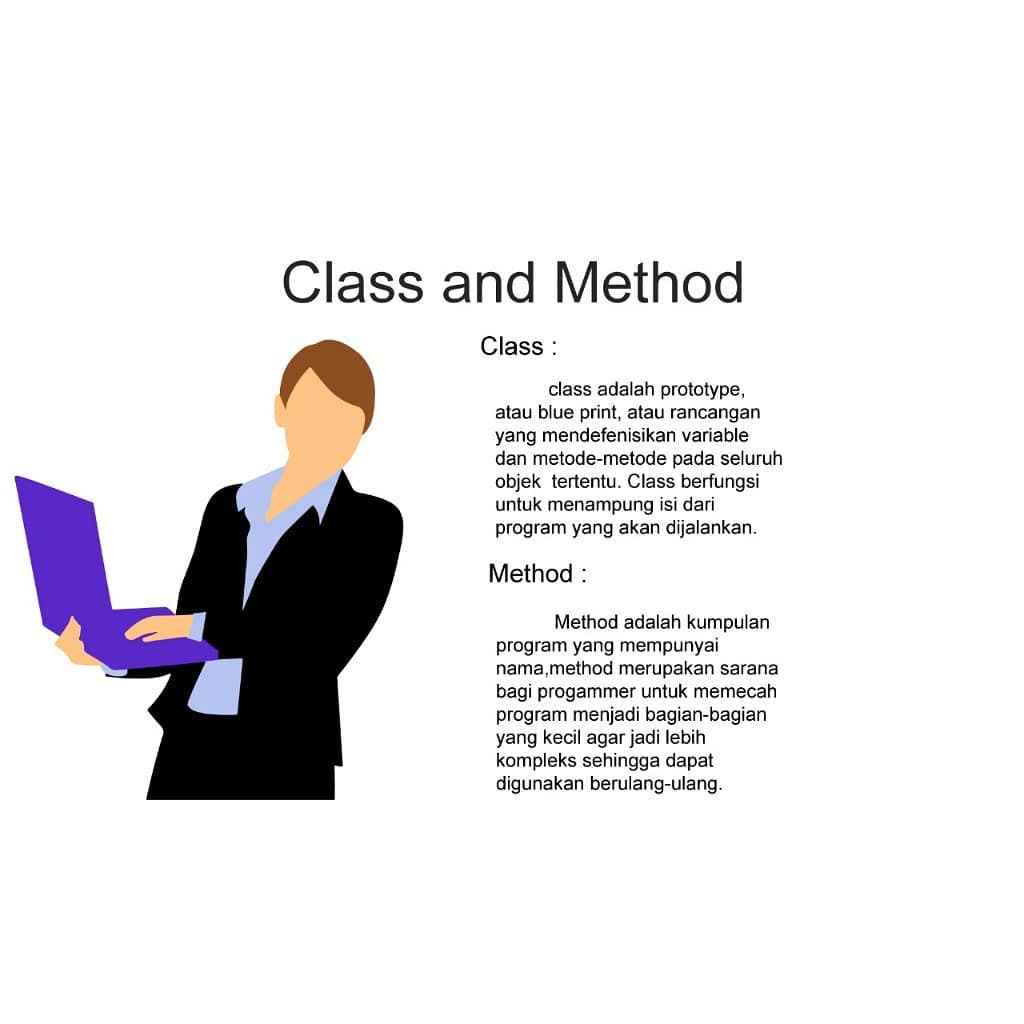 Class and Method
Class :
class adalah prototype,
atau blue print, atau rancangan
yang mendefenisikan variable
dan metode-metode pada seluruh
objek  tertentu. Class berfungsi
untuk menampung isi dari
program yang akan dijalankan.
Method :
Method adalah kumpulan
program yang mempunyai
nama,method merupakan sarana
bagi progammer untuk memecah
program menjadi bagian-bagian
yang kecil agar jadi lebih
kompleks sehingga dapat
digunakan berulang-ulang.